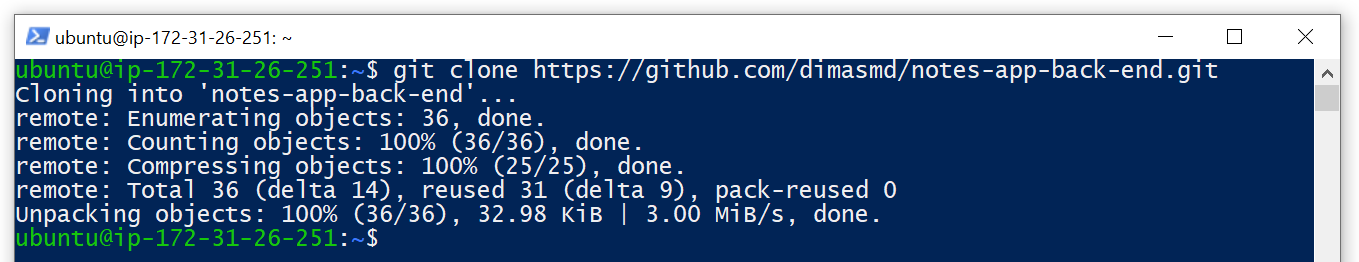 ubuntu@ip-172-31-26-251: ~
ubuntu@ip-172-31-26-251:~$ git clone https://github.com/dimasmd/notes-app-back-end.git
Cloning into 'notes-app-back-end'...
remote: Enumerating objects: 36, done.
remote: Counting objects: 100% (36/36), done.
remote: Compressing objects: 100% (25/25), done.
remote: Total 36 (delta 14), reused 31 (delta 9), pack-reused 0
Unpacking objects: 100% (36/36), 32.98 KiB | 3.00 MiB/s, done.
ubuntu@ip-172-31-26-251:~$